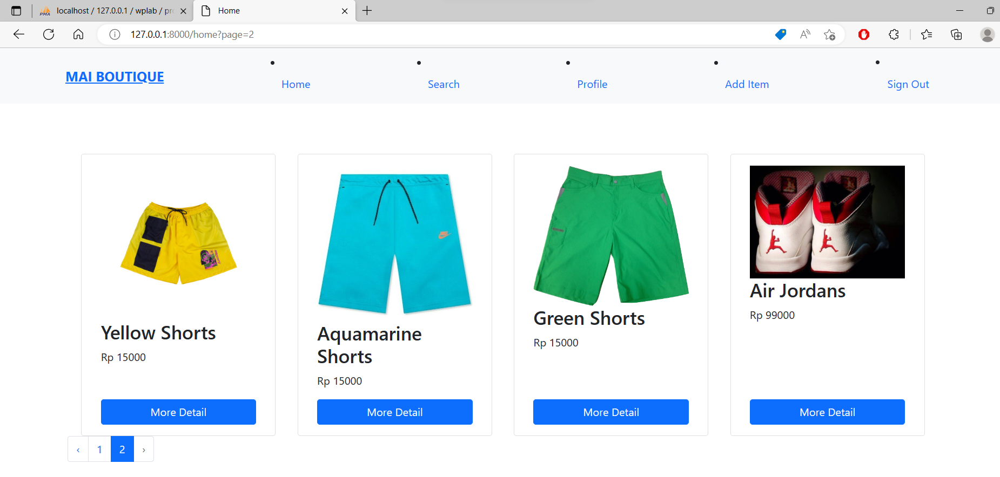 localhost / 127.0.0.1 / wplab / pro
Home
127.0.0.1:8000/home?page=2
MAI BOUTIQUE
Home
Search
Profile
Add Item
Sign Out
Yellow Shorts
Rp 15000
More Detail
Aquamarine
Shorts
Rp 15000
More Detail
Green Shorts
Rp 15000
More Detail
Air Jordans
Rp 99000
More Detail
‹ 1 2 ›